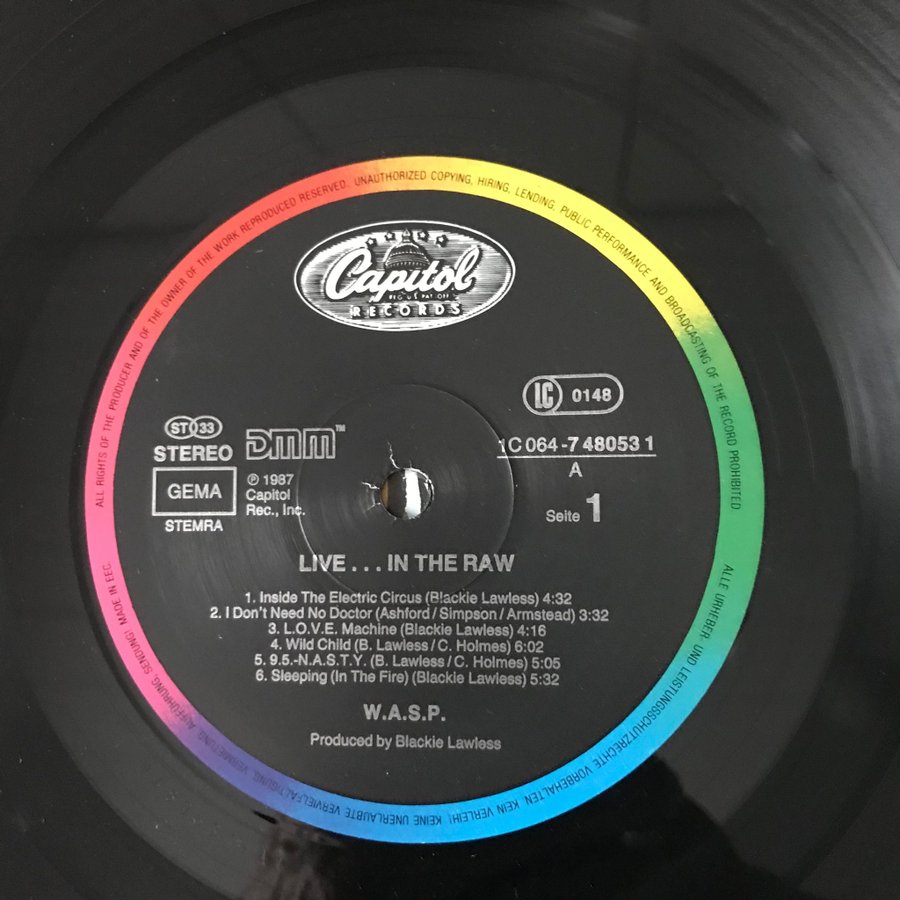 ALL RIGHTS OF THE PRODUCER AND OF THE OWNER OF THE WORK REPRODUCED RESERVED. UNAUTHORIZED COPYING, HIRING, LENDING, PUBLIC PERFORMANCE AND BROADCASTING OF THE RECORD PROHIBITED
Capitol
REG. U.S. PAT. OFF.
RECORDS
LC 0148
ST 33
STEREO
DMM™
1C 064-7 48053 1
A
GEMA
STEMRA
℗ 1987
Capitol
Rec., Inc.
Seite 1
LIVE... IN THE RAW
1. Inside The Electric Circus (Blackie Lawless) 4:32
2. I Don't Need No Doctor (Ashford/Simpson/Armstead) 3:32
3. L.O.V.E. Machine (Blackie Lawless) 4:16
4. Wild Child (B. Lawless/C. Holmes) 6:02
5. 9.5.-N.A.S.T.Y. (B. Lawless/C. Holmes) 5:05
6. Sleeping (In The Fire) (Blackie Lawless) 5:32
W.A.S.P.
Produced by Blackie Lawless
ALLE URHEBER- UND LEISTUNGSSCHUTZRECHTE VORBEHALTEN KEIN VERLEIH! KEINE UNERLAUBTE VERVIELFÄLTIGUNG, VERMIETUNG, AUFFÜHRUNG, SENDUNG! MADE IN EEC.